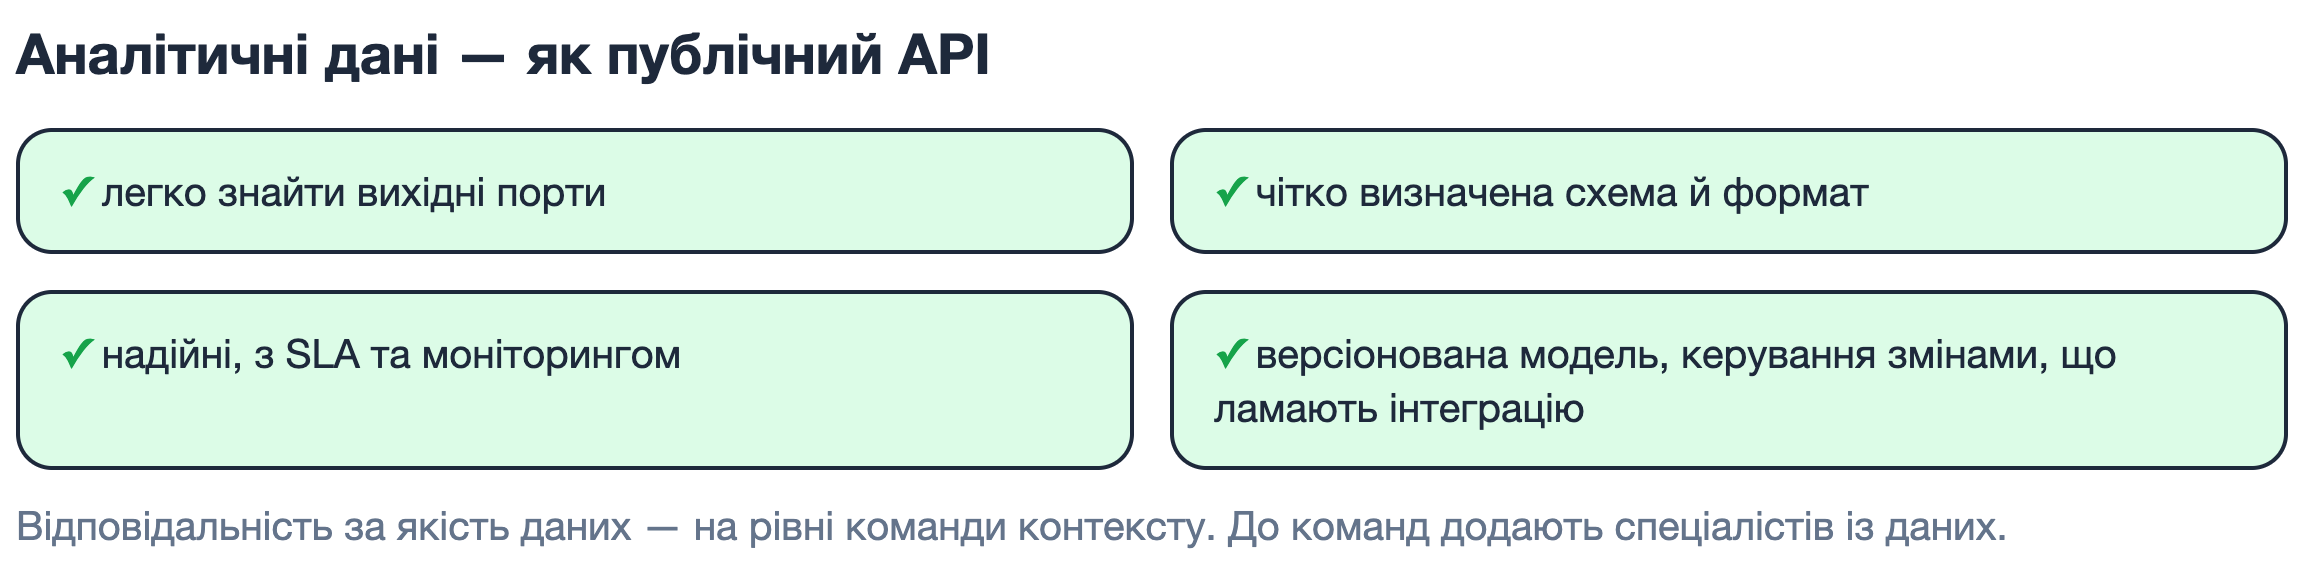 Аналітичні дані — як публічний API
✓ легко знайти вихідні порти
✓ чітко визначена схема й формат
✓ надійні, з SLA та моніторингом
✓ версіонована модель, керування змінами, що
ламають інтеграцію
Відповідальність за якість даних — на рівні команди контексту. До команд додають спеціалістів із даних.